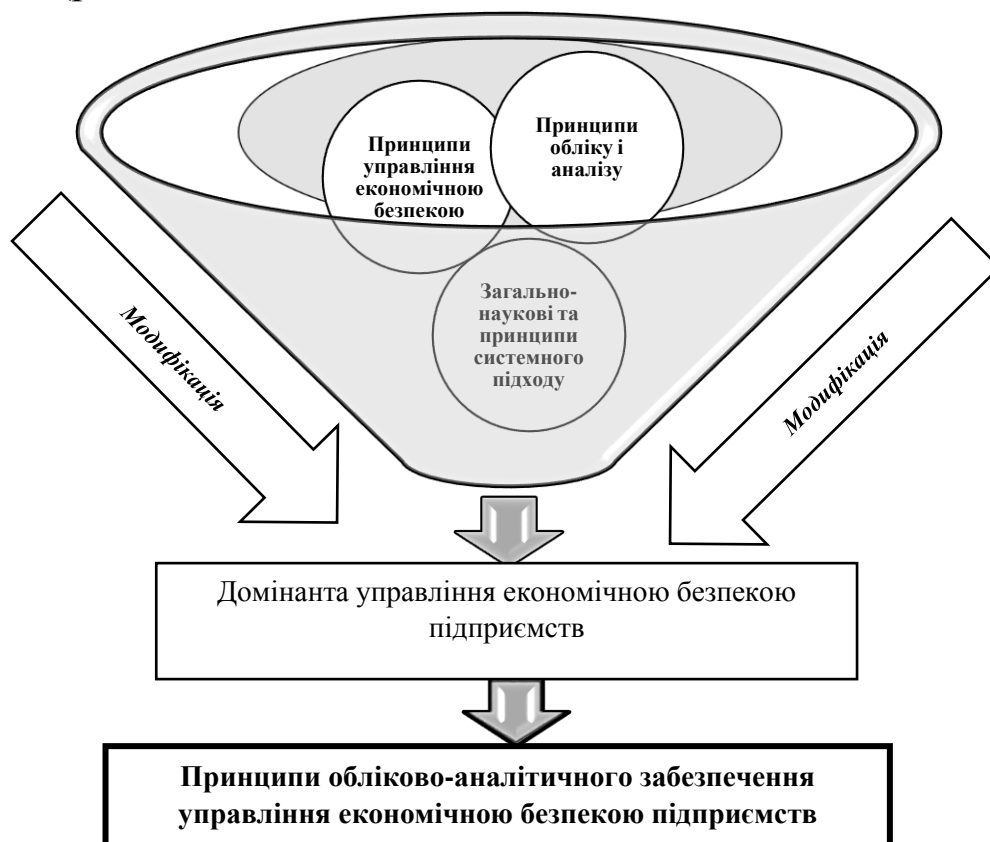 Принципи
управління
економічною
безпекою
Принципи
обліку і
аналізу
Загально-
наукові та
принципи
системного
підходу
Модифікація
Модифікація
Домінанта управління економічною безпекою
підприємств
Принципи обліково-аналітичного забезпечення
управління економічною безпекою підприємств